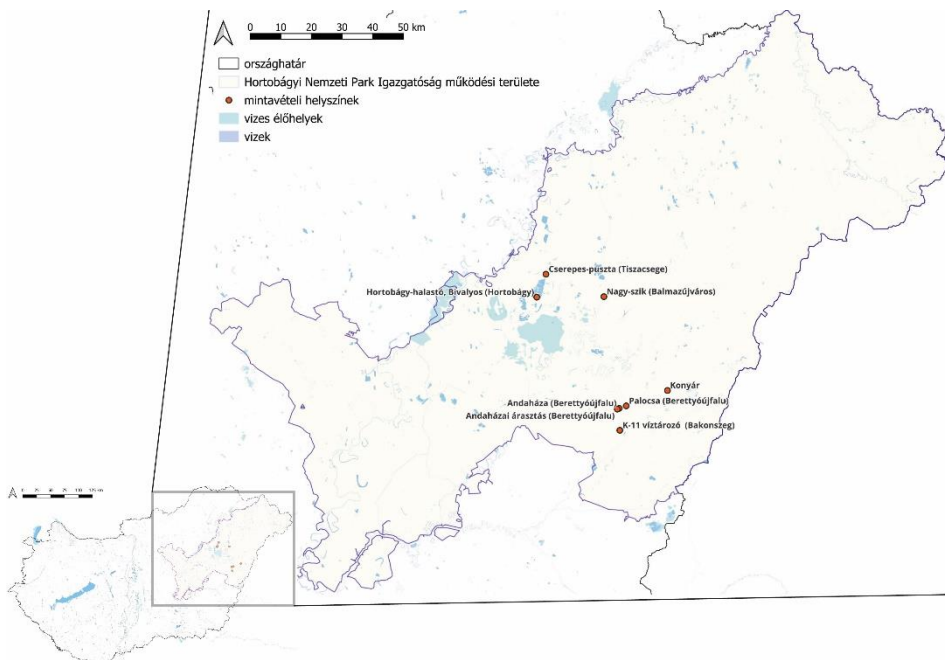 0 10 20 30 40 50 km
országhatár
Hortobágyi Nemzeti Park Igazgatóság működési területe
mintavételi helyszínek
vizes élőhelyek
vizek
Cserepes-puszta (Tiszacsege)
Hortobágy-halastó, Bivalyos (Hortobágy)
Nagy-szik (Balmazújváros)
Konyár
Andaháza (Berettyóújfalu)
Palocsa (Berettyóújfalu)
Andaházai árasztás (Berettyóújfalu)
K-11 víztározó (Bakonszeg)